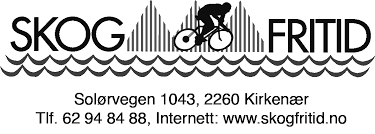 SKOG FRITID
Solørvegen 1043, 2260 Kirkenær
Tlf. 62 94 84 88, Internett: www.skogfritid.no